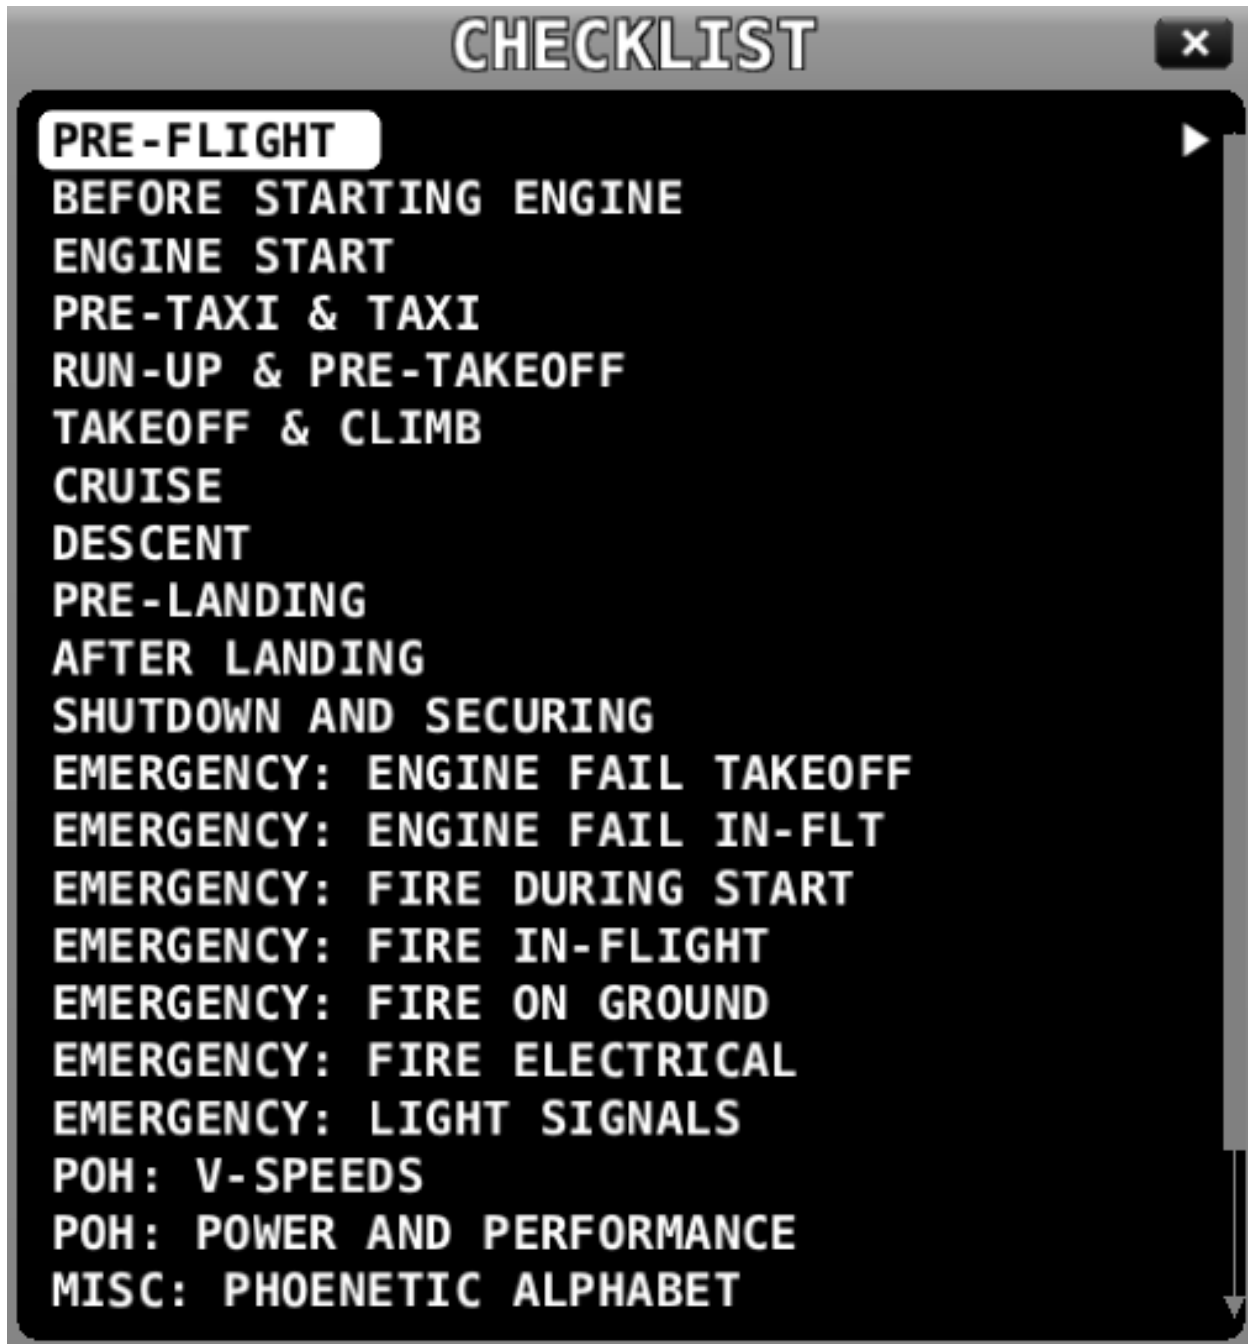 CHECKLIST
PRE-FLIGHT
BEFORE STARTING ENGINE
ENGINE START
PRE-TAXI & TAXI
RUN-UP & PRE-TAKEOFF
TAKEOFF & CLIMB
CRUISE
DESCENT
PRE-LANDING
AFTER LANDING
SHUTDOWN AND SECURING
EMERGENCY: ENGINE FAIL TAKEOFF
EMERGENCY: ENGINE FAIL IN-FLT
EMERGENCY: FIRE DURING START
EMERGENCY: FIRE IN-FLIGHT
EMERGENCY: FIRE ON GROUND
EMERGENCY: FIRE ELECTRICAL
EMERGENCY: LIGHT SIGNALS
POH: V-SPEEDS
POH: POWER AND PERFORMANCE
MISC: PHOENETIC ALPHABET